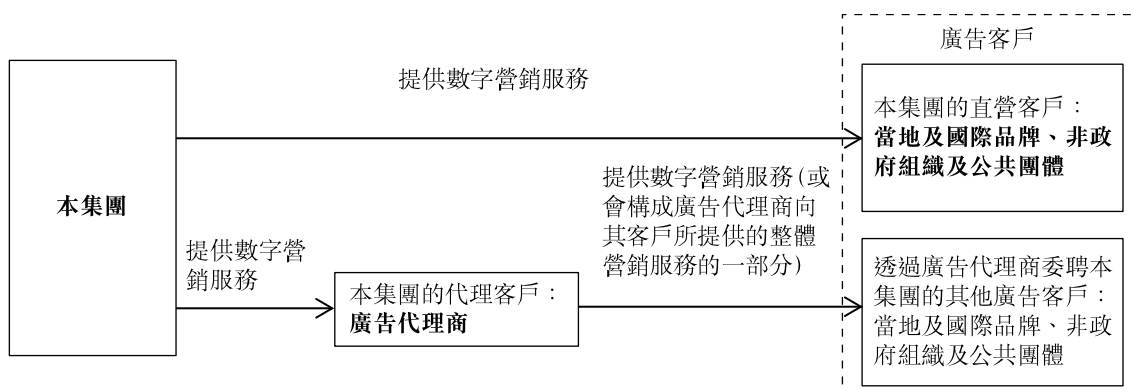 廣告客戶
提供數字營銷服務
本集團的直營客戶：
當地及國際品牌、非政
府組織及公共團體
本集團
提供數字營銷服務(或
會構成廣告代理商向
其客戶所提供的整體
營銷服務的一部分)
提供數字營
銷服務
本集團的代理客戶：
廣告代理商
透過廣告代理商委聘本
集團的其他廣告客戶：
當地及國際品牌、非政
府組織及公共團體